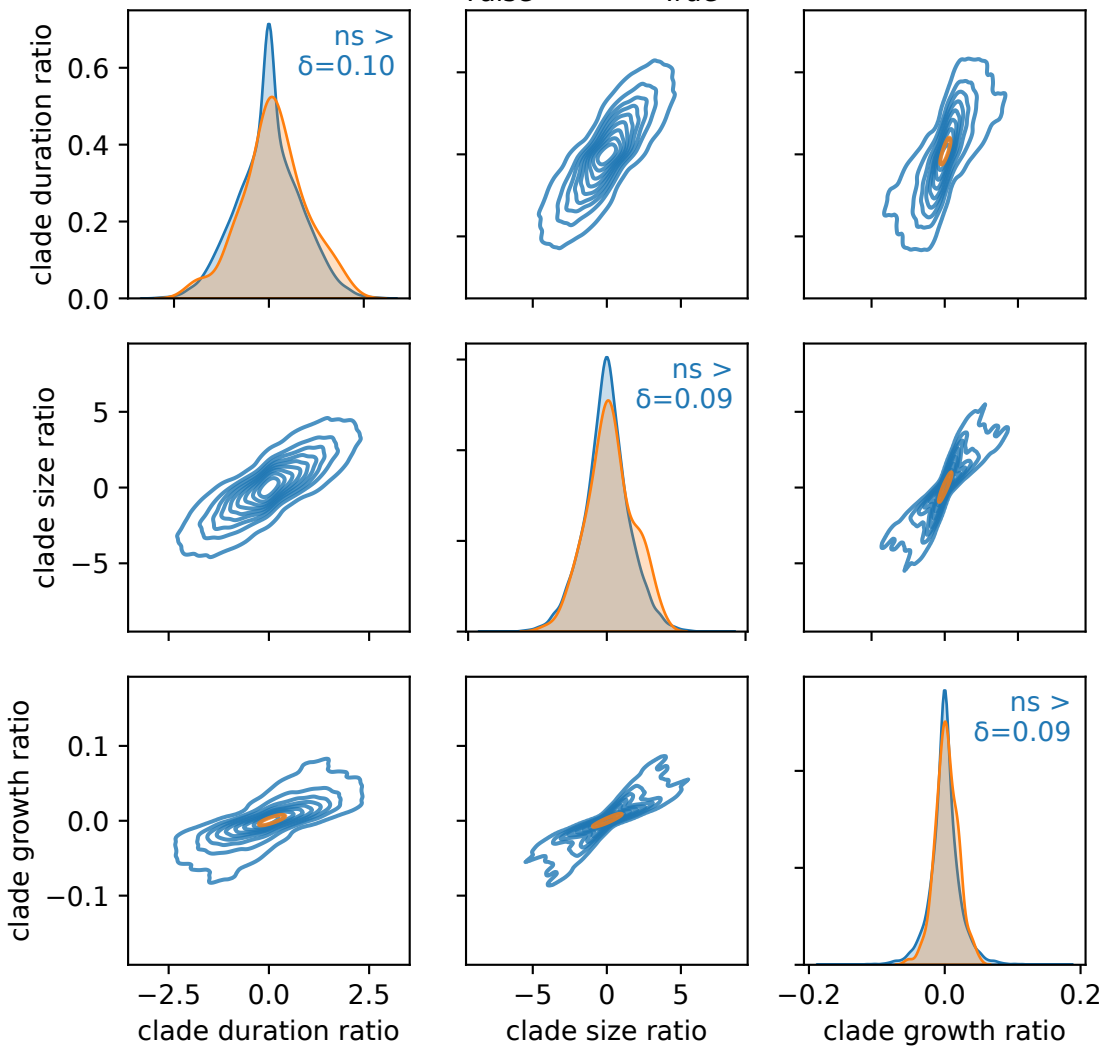 True
clade duration ratio
0.6
0.4
0.2
0.0
ns >
δ=0.10
clade size ratio
5
0
−5
ns >
δ=0.09
clade growth ratio
0.1
0.0
−0.1
ns >
δ=0.09
−2.5 0.0 2.5
−5 0 5
−0.2 0.0 0.2
clade duration ratio
clade size ratio
clade growth ratio